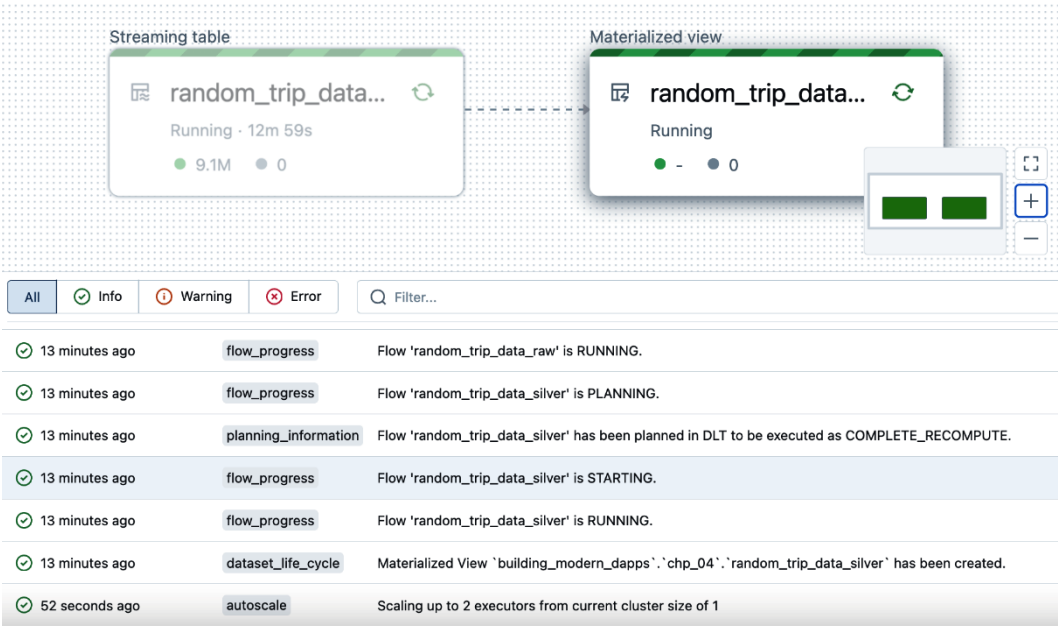 Streaming table
Materialized view
random_trip_data...
random_trip_data...
Running · 12m 59s
Running
9.1M 0
- 0
All Info Warning Error Filter...
13 minutes ago flow_progress Flow 'random_trip_data_raw' is RUNNING.
13 minutes ago flow_progress Flow 'random_trip_data_silver' is PLANNING.
13 minutes ago planning_information Flow 'random_trip_data_silver' has been planned in DLT to be executed as COMPLETE_RECOMPUTE.
13 minutes ago flow_progress Flow 'random_trip_data_silver' is STARTING.
13 minutes ago flow_progress Flow 'random_trip_data_silver' is RUNNING.
13 minutes ago dataset_life_cycle Materialized View `building_modern_dapps`.`chp_04`.`random_trip_data_silver` has been created.
52 seconds ago autoscale Scaling up to 2 executors from current cluster size of 1